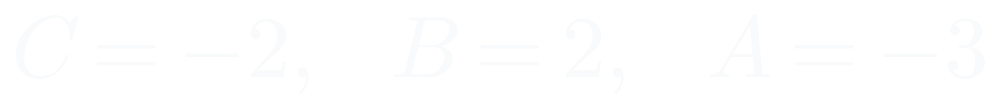 C = −2, B = 2, A = −3